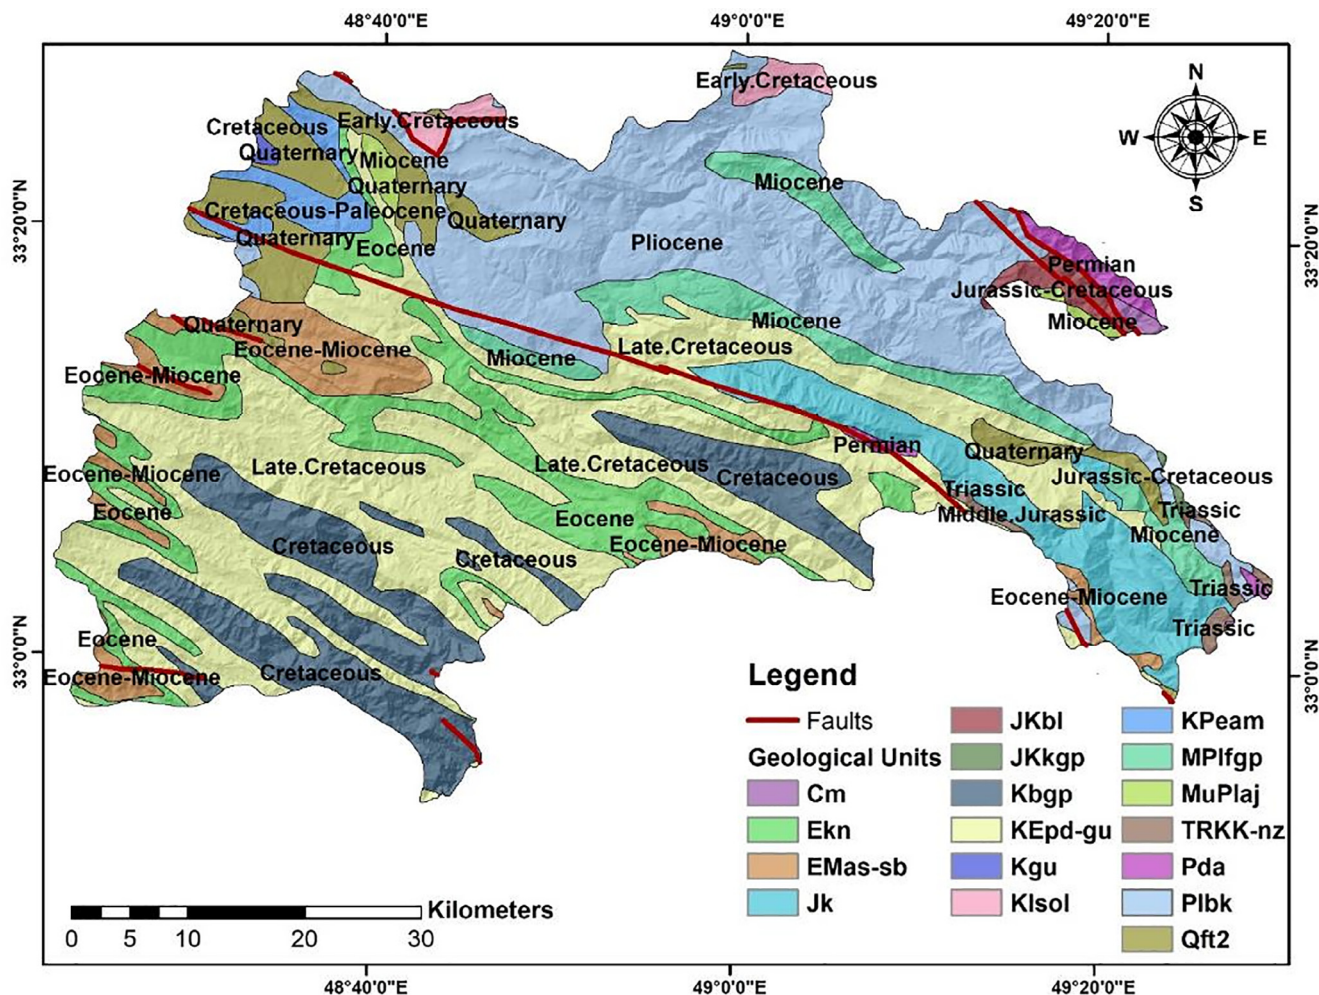 48°40'0"E 49°0'0"E 49°20'0"E
N
W E
S
33°20'0"N
33°20'0"N
33°0'0"N
33°0'0"N
Early.Cretaceous
Early.Cretaceous
Cretaceous
Quaternary
Miocene
Quaternary
Miocene
Cretaceous-Paleocene
Quaternary
Quaternary
Eocene
Pliocene
Permian
Jurassic-Cretaceous
Miocene
Quaternary
Miocene
Eocene-Miocene
Miocene
Late.Cretaceous
Eocene-Miocene
Permian
Quaternary
Eocene-Miocene
Late.Cretaceous
Late.Cretaceous
Cretaceous
Jurassic-Cretaceous
Triassic
Eocene
Eocene
Middle.Jurassic
Triassic
Miocene
Cretaceous
Cretaceous
Eocene-Miocene
Triassic
Eocene-Miocene
Triassic
Eocene
Eocene-Miocene
Cretaceous
Legend
Faults
Geological Units
Cm
Ekn
EMas-sb
Jk
JKbl
JKkgp
Kbgp
KEpd-gu
Kgu
Klsol
KPeam
MPlfgp
MuPlaj
TRKK-nz
Pda
Plbk
Qft2
Kilometers
0 5 10 20 30
48°40'0"E 49°0'0"E 49°20'0"E